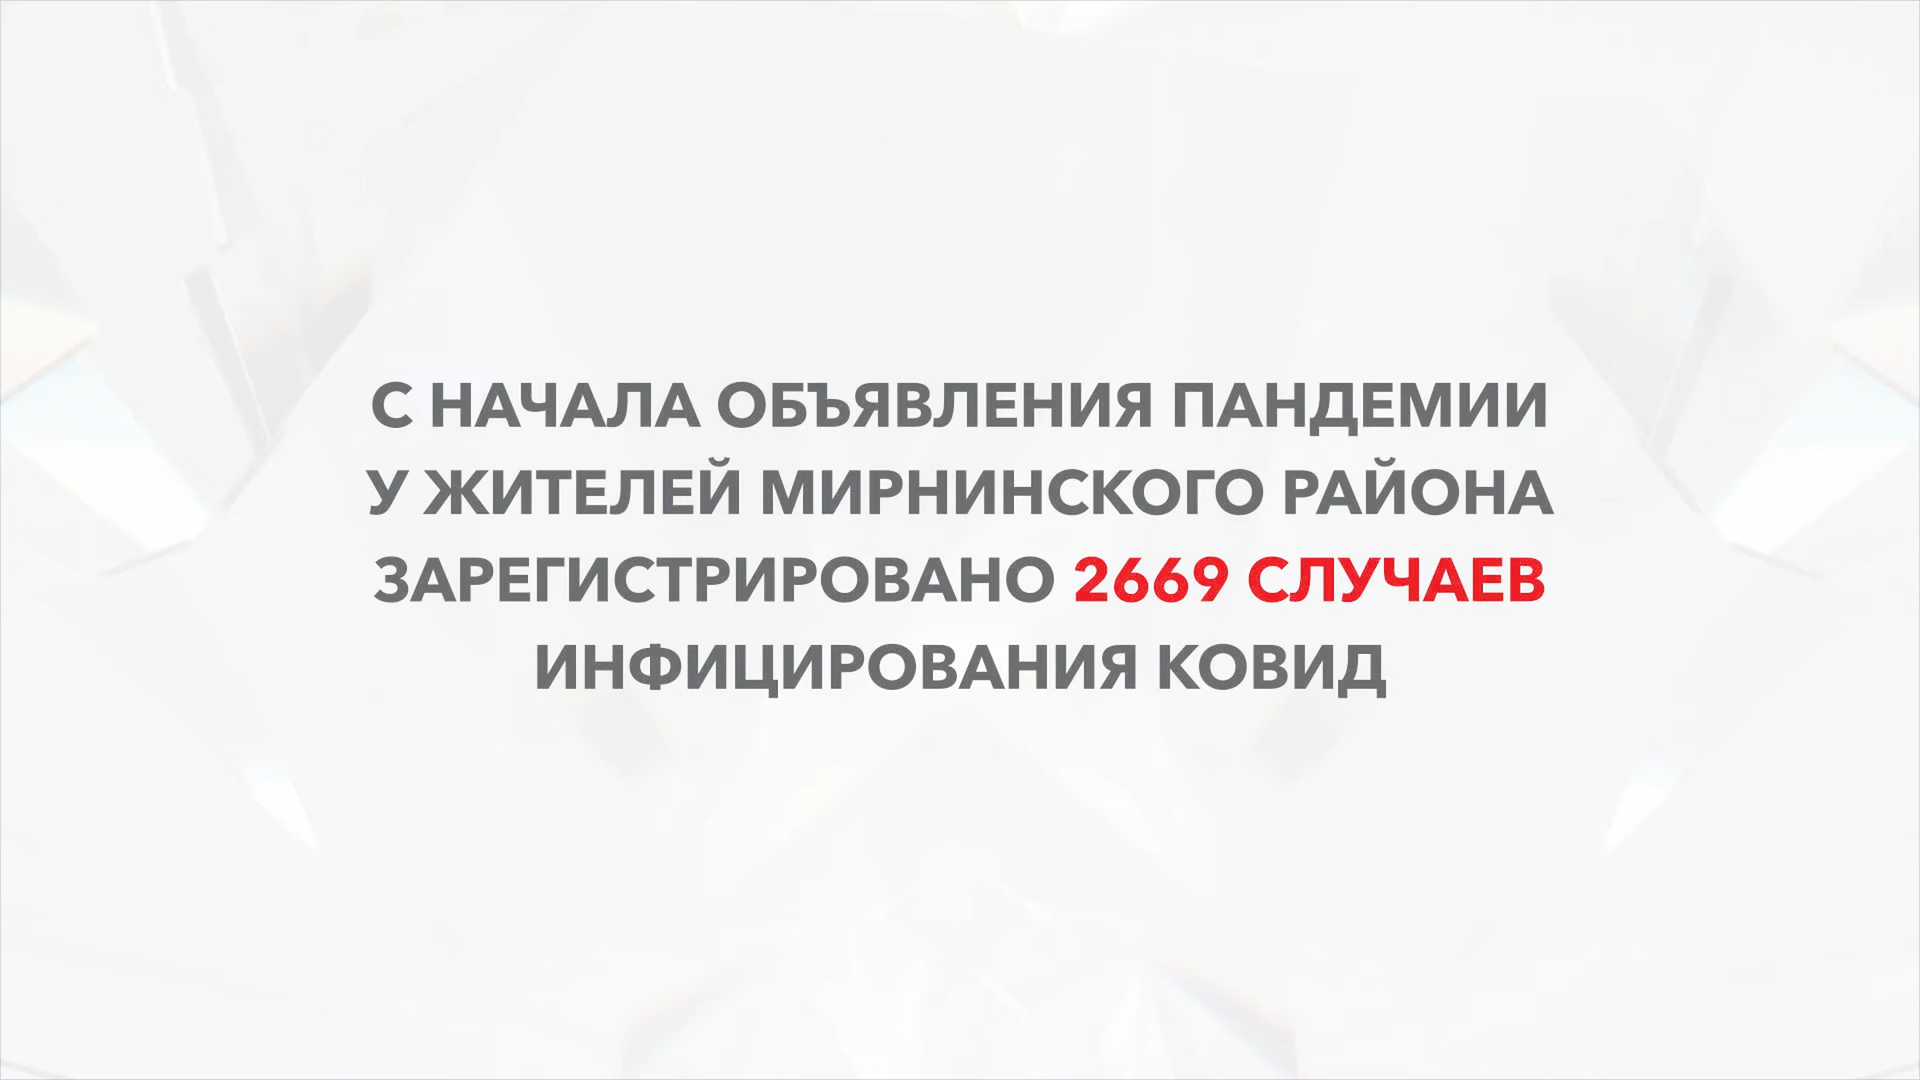 С НАЧАЛА ОБЪЯВЛЕНИЯ ПАНДЕМИИ
У ЖИТЕЛЕЙ МИРНИНСКОГО РАЙОНА
ЗАРЕГИСТРИРОВАНО 2669 СЛУЧАЕВ
ИНФИЦИРОВАНИЯ КОВИД